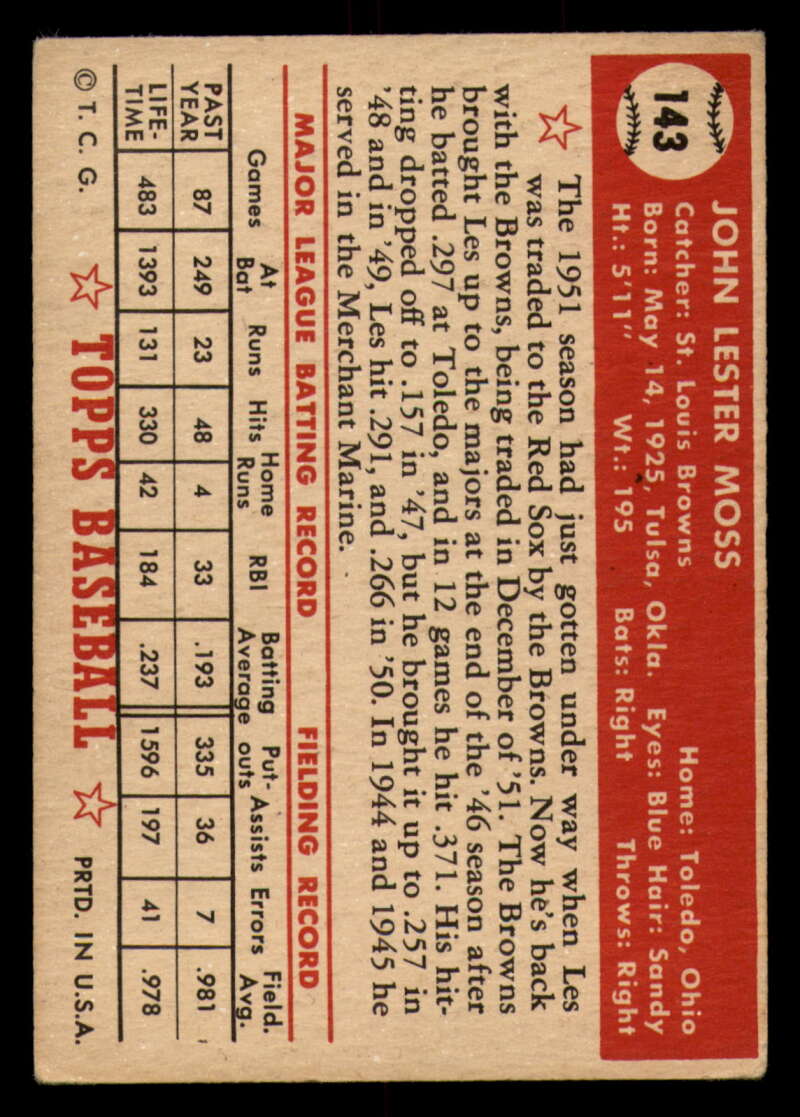 143
JOHN LESTER MOSS
Catcher: St. Louis Browns Home: Toledo, Ohio
Born: May 14, 1925, Tulsa, Okla. Eyes: Blue Hair: Sandy
Ht.: 5'11" Wt.: 195 Bats: Right Throws: Right
The 1951 season had just gotten under way when Les
was traded to the Red Sox by the Browns. Now he's back
with the Browns, being traded in December of '51. The Browns
brought Les up to the majors at the end of the '46 season after
he batted .297 at Toledo, and in 12 games he hit .371. His hit-
ting dropped off to .157 in '47, but he brought it up to .257 in
'48 and in '49, Les hit .291, and .266 in '50. In 1944 and 1945 he
served in the Merchant Marine.
MAJOR LEAGUE BATTING RECORD FIELDING RECORD
Games At Bat Runs Hits Home Runs RBI Batting Average Put-outs Assists Errors Field. Avg.
PAST YEAR 87 249 23 48 4 33 .193 335 36 7 .981
LIFE-TIME 483 1393 131 330 42 184 .237 1596 197 41 .978
© T. C. G. TOPPS BASEBALL PRTD. IN U.S.A.